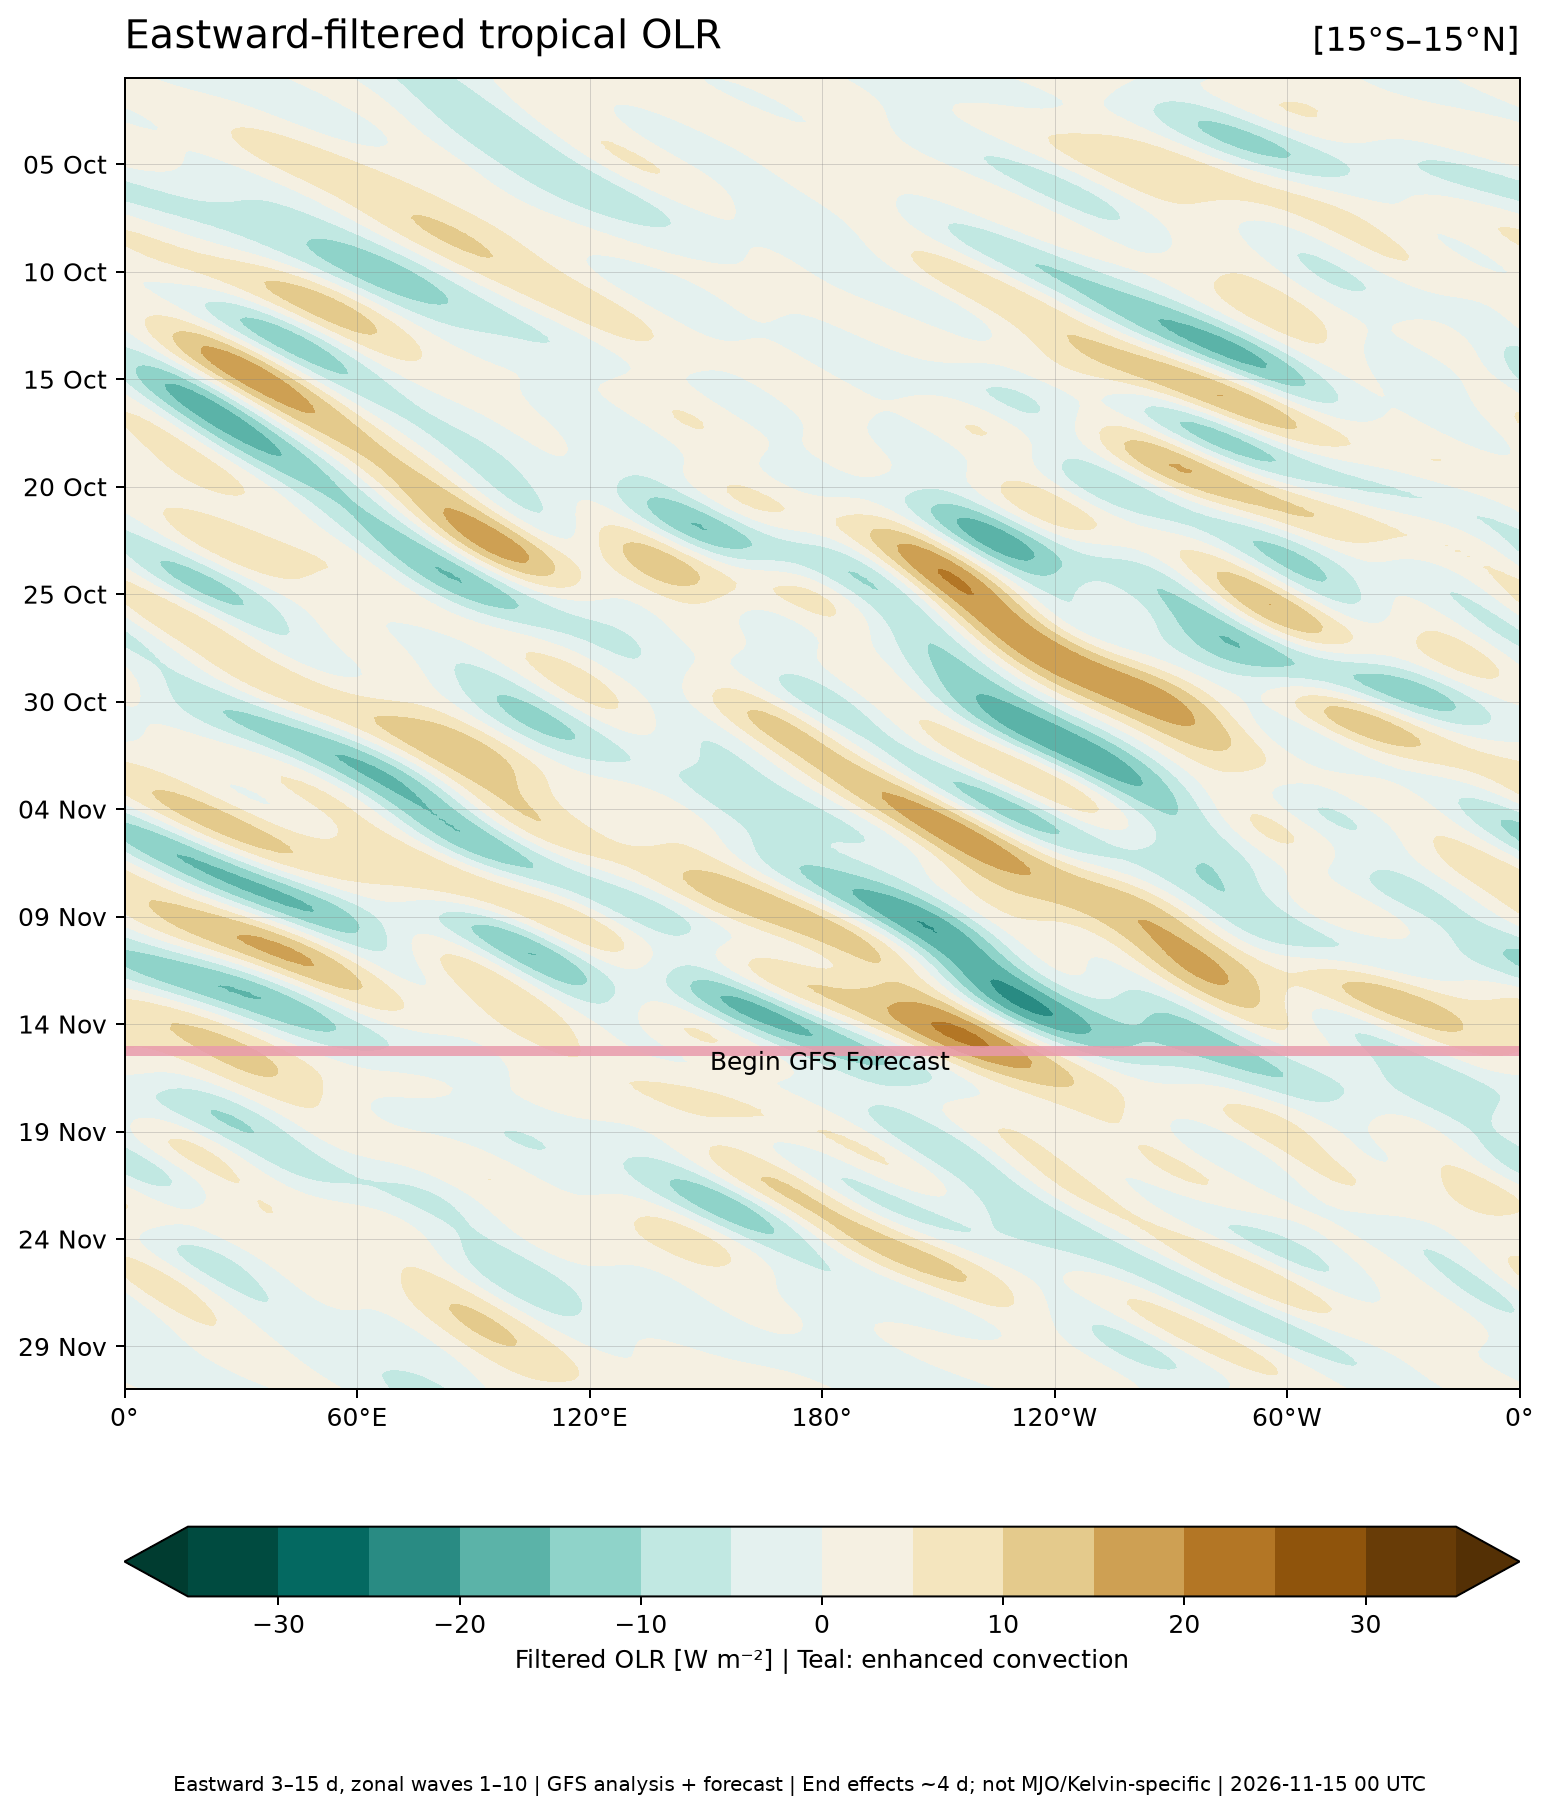 Eastward-filtered tropical OLR
[15°S–15°N]
05 Oct
10 Oct
15 Oct
20 Oct
25 Oct
30 Oct
04 Nov
09 Nov
14 Nov
Begin GFS Forecast
19 Nov
24 Nov
29 Nov
0° 60°E 120°E 180° 120°W 60°W 0°
−30 −20 −10 0 10 20 30
Filtered OLR [W m⁻²] | Teal: enhanced convection
Eastward 3–15 d, zonal waves 1–10 | GFS analysis + forecast | End effects ~4 d; not MJO/Kelvin-specific | 2026-11-15 00 UTC